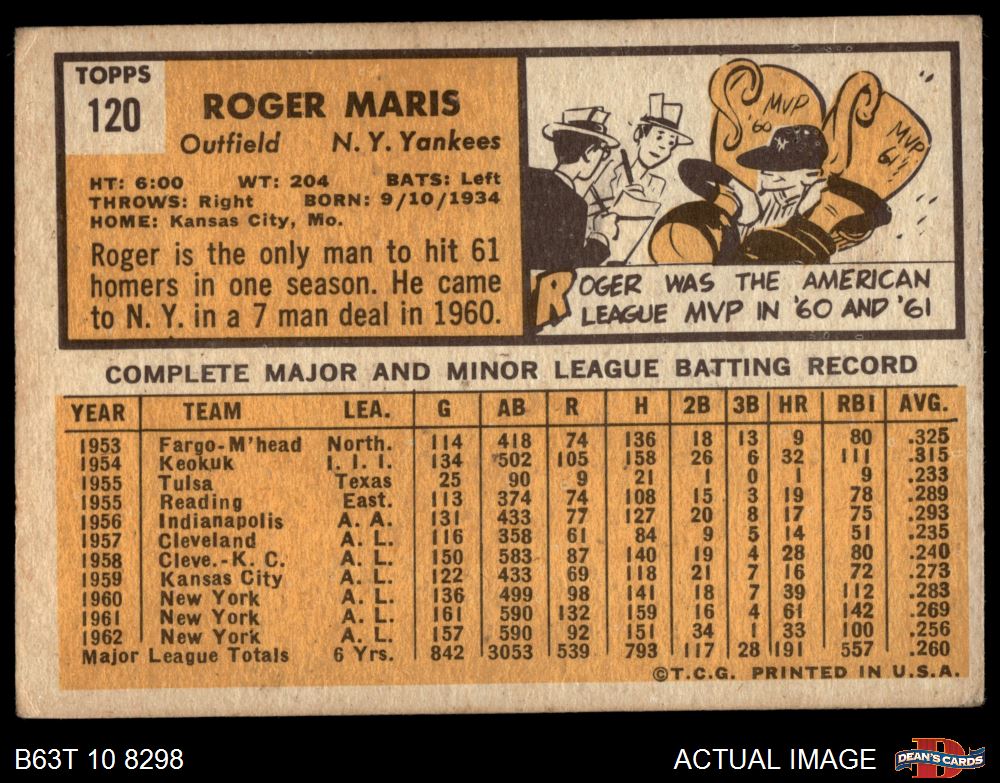 TOPPS
120
ROGER MARIS
Outfield N. Y. Yankees
HT: 6:00 WT: 204 BATS: Left
THROWS: Right BORN: 9/10/1934
HOME: Kansas City, Mo.
Roger is the only man to hit 61
homers in one season. He came
to N. Y. in a 7 man deal in 1960.
MVP
'60
MVP
61
ROGER WAS THE AMERICAN
LEAGUE MVP IN '60 AND '61
COMPLETE MAJOR AND MINOR LEAGUE BATTING RECORD
YEAR TEAM LEA. G AB R H 2B 3B HR RBI AVG.
1953 Fargo-M'head North. 114 418 74 136 18 13 9 80 .325
1954 Keokuk I. I. I. 134 502 105 158 26 6 32 111 .315
1955 Tulsa Texas 25 90 9 21 1 0 1 9 .233
1955 Reading East. 113 374 74 108 15 3 19 78 .289
1956 Indianapolis A. A. 131 433 77 127 20 8 17 75 .293
1957 Cleveland A. L. 116 358 61 84 9 5 14 51 .235
1958 Cleve.-K. C. A. L. 150 583 87 140 19 4 28 80 .240
1959 Kansas City A. L. 122 433 69 118 21 7 16 72 .273
1960 New York A. L. 136 499 98 141 18 7 39 112 .283
1961 New York A. L. 161 590 132 159 16 4 61 142 .269
1962 New York A. L. 157 590 92 151 34 1 33 100 .256
Major League Totals 6 Yrs. 842 3053 539 793 117 28 191 557 .260
©T.C.G. PRINTED IN U.S.A.
B63T 10 8298 ACTUAL IMAGE
DEAN'S CARDS